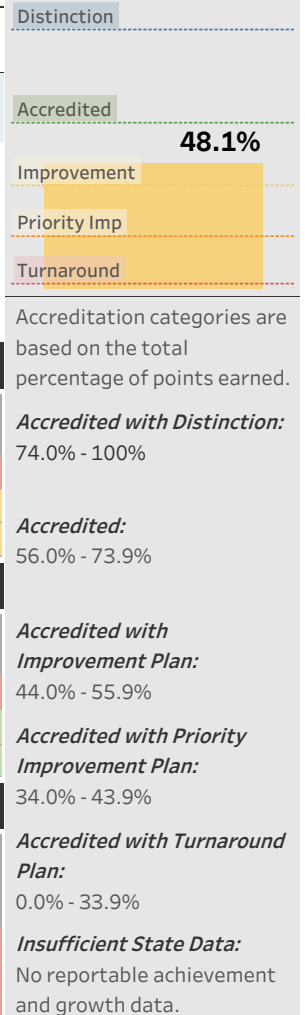 Distinction
Accredited
48.1%
Improvement
Priority Imp
Turnaround
Accreditation categories are
based on the total
percentage of points earned.
Accredited with Distinction:
74.0% - 100%
Accredited:
56.0% - 73.9%
Accredited with
Improvement Plan:
44.0% - 55.9%
Accredited with Priority
Improvement Plan:
34.0% - 43.9%
Accredited with Turnaround
Plan:
0.0% - 33.9%
Insufficient State Data:
No reportable achievement
and growth data.